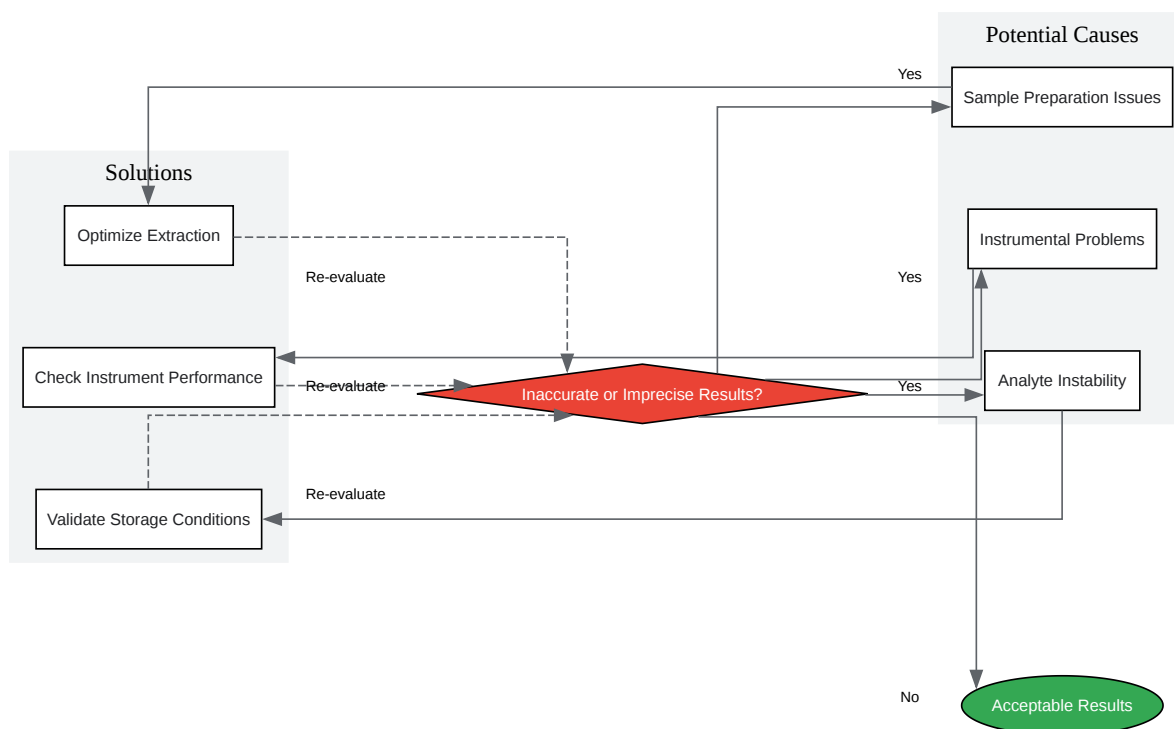 Potential Causes
Yes
Sample Preparation Issues
Solutions
Optimize Extraction
Instrumental Problems
Re-evaluate
Yes
Check Instrument Performance
Re-evaluate
Inaccurate or Imprecise Results?
Yes
Analyte Instability
Re-evaluate
Validate Storage Conditions
No
Acceptable Results